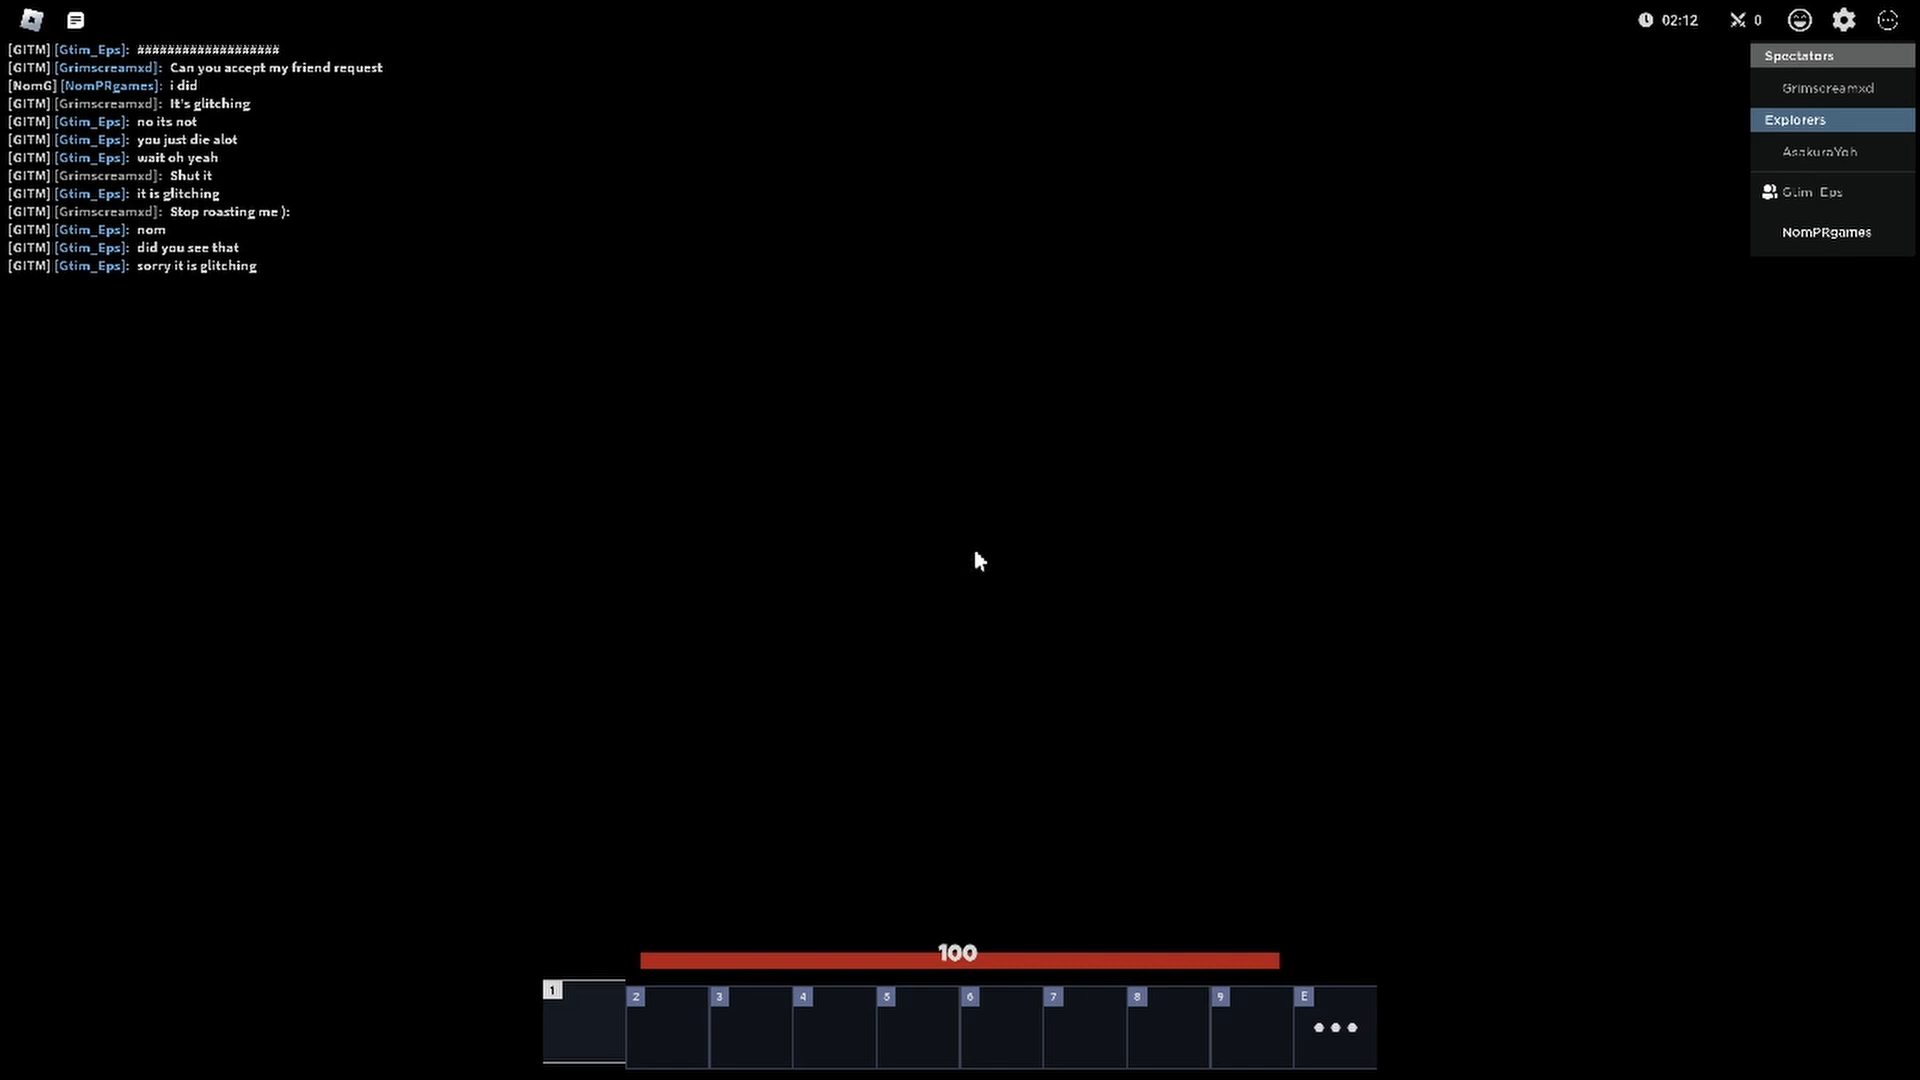 02:12
0
[GITM] [Gtim_Eps]: ###################
[GITM] [Grimscreamxd]: Can you accept my friend request
[NomG] [NomPRgames]: i did
[GITM] [Grimscreamxd]: It's glitching
[GITM] [Gtim_Eps]: no its not
[GITM] [Gtim_Eps]: you just die alot
[GITM] [Gtim_Eps]: wait oh yeah
[GITM] [Grimscreamxd]: Shut it
[GITM] [Gtim_Eps]: it is glitching
[GITM] [Grimscreamxd]: Stop roasting me ):
[GITM] [Gtim_Eps]: nom
[GITM] [Gtim_Eps]: did you see that
[GITM] [Gtim_Eps]: sorry it is glitching
Spectators
Grimscreamxd
Explorers
AsakuraYoh
Gtim_Eps
NomPRgames
100
1 2 3 4 5 6 7 8 9 E